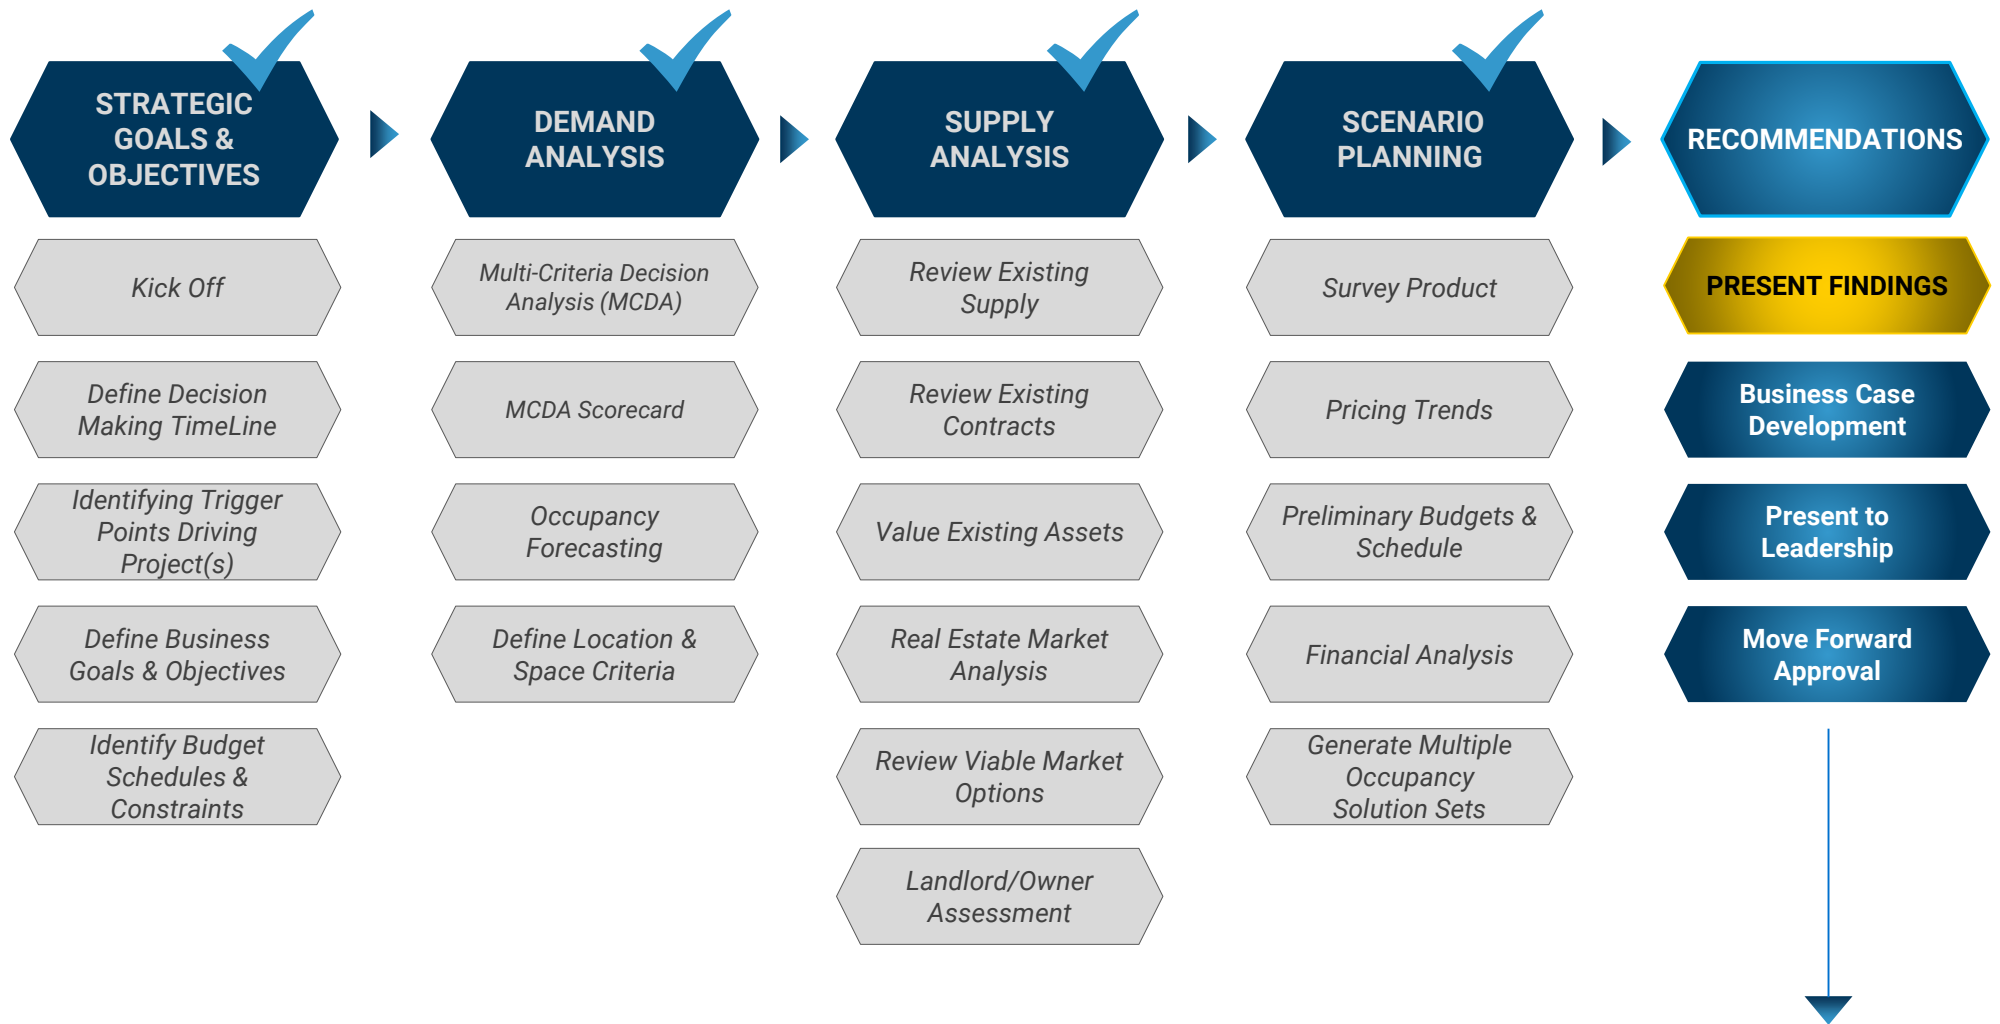 STRATEGIC
GOALS &
OBJECTIVES
Kick Off
Define Decision
Making TimeLine
Identifying Trigger
Points Driving
Project(s)
Define Business
Goals & Objectives
Identify Budget
Schedules &
Constraints
DEMAND
ANALYSIS
Multi-Criteria Decision
Analysis (MCDA)
MCDA Scorecard
Occupancy
Forecasting
Define Location &
Space Criteria
SUPPLY
ANALYSIS
Review Existing
Supply
Review Existing
Contracts
Value Existing Assets
Real Estate Market
Analysis
Review Viable Market
Options
Landlord/Owner
Assessment
SCENARIO
PLANNING
Survey Product
Pricing Trends
Preliminary Budgets &
Schedule
Financial Analysis
Generate Multiple
Occupancy
Solution Sets
RECOMMENDATIONS
PRESENT FINDINGS
Business Case
Development
Present to
Leadership
Move Forward
Approval